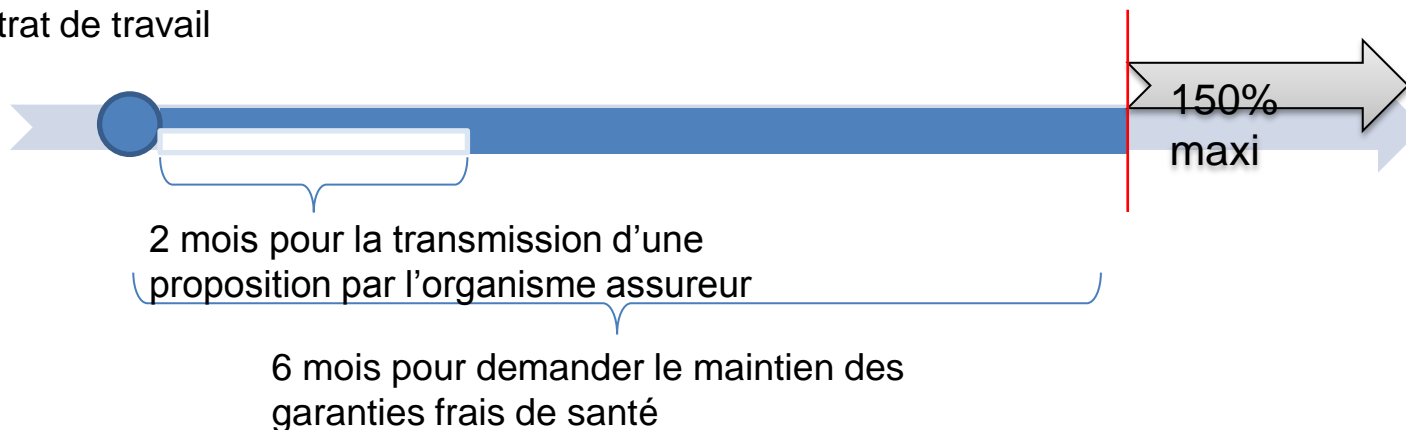 trat de travail
150%
maxi
2 mois pour la transmission d’une
proposition par l’organisme assureur
6 mois pour demander le maintien des
garanties frais de santé